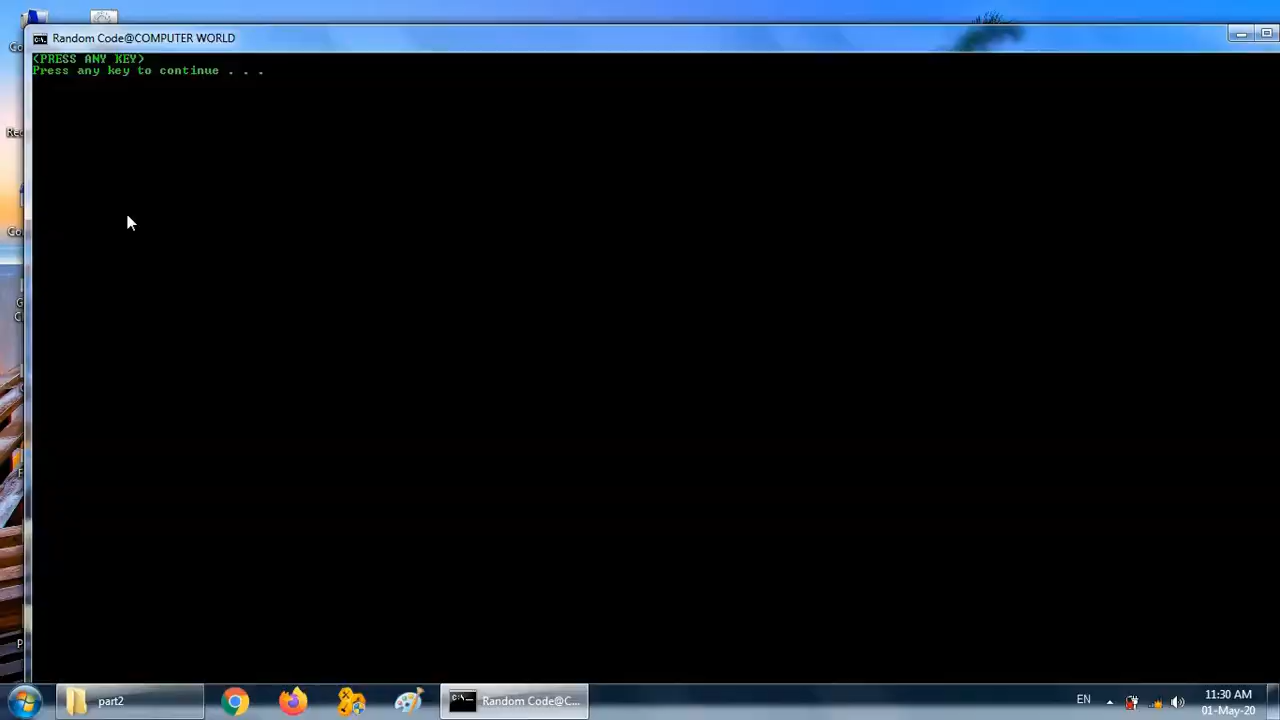 Random Code@COMPUTER WORLD
(PRESS ANY KEY)
Press any key to continue . . .
part2
Random Code@C...
EN
11:30 AM
01-May-20